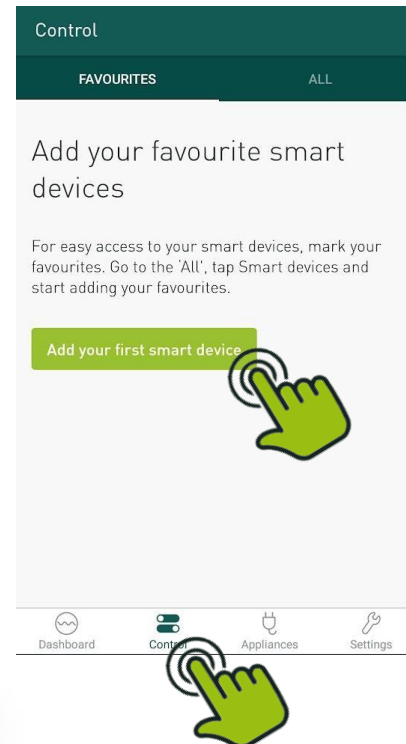 Control
FAVOURITES ALL
Add your favourite smart
devices
For easy access to your smart devices, mark your
favourites. Go to the 'All', tap Smart devices and
start adding your favourites.
Add your first smart device
Dashboard Control Appliances Settings